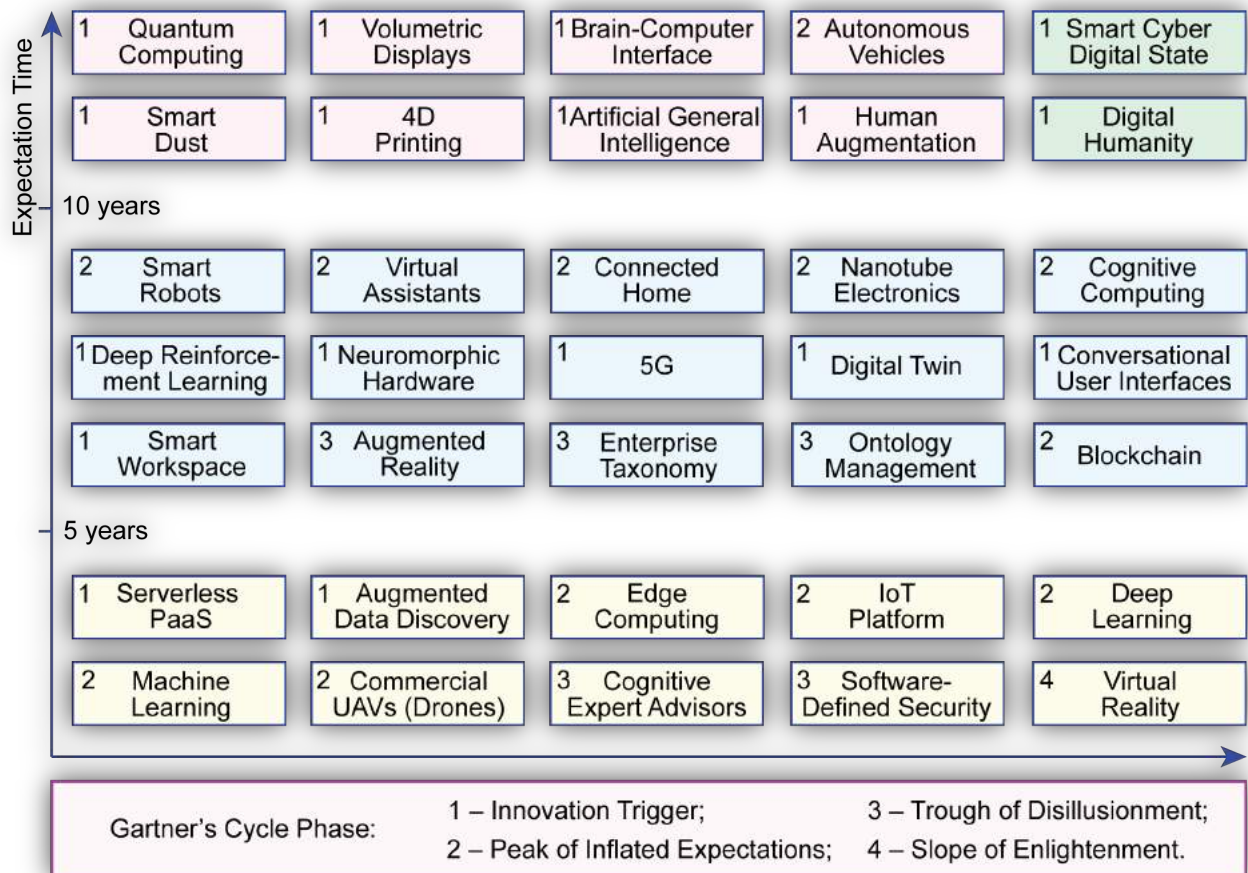 Expectation Time
1 Quantum
Computing
1 Volumetric
Displays
1 Brain-Computer
Interface
2 Autonomous
Vehicles
1 Smart Cyber
Digital State
1 Smart
Dust
1 4D
Printing
1 Artificial General
Intelligence
1 Human
Augmentation
1 Digital
Humanity
10 years
2 Smart
Robots
2 Virtual
Assistants
2 Connected
Home
2 Nanotube
Electronics
2 Cognitive
Computing
1 Deep Reinforce-
ment Learning
1 Neuromorphic
Hardware
1 5G
1 Digital Twin
1 Conversational
User Interfaces
1 Smart
Workspace
3 Augmented
Reality
3 Enterprise
Taxonomy
3 Ontology
Management
2 Blockchain
5 years
1 Serverless
PaaS
1 Augmented
Data Discovery
2 Edge
Computing
2 IoT
Platform
2 Deep
Learning
2 Machine
Learning
2 Commercial
UAVs (Drones)
3 Cognitive
Expert Advisors
3 Software-
Defined Security
4 Virtual
Reality
Gartner's Cycle Phase:
1 – Innovation Trigger;
2 – Peak of Inflated Expectations;
3 – Trough of Disillusionment;
4 – Slope of Enlightenment.